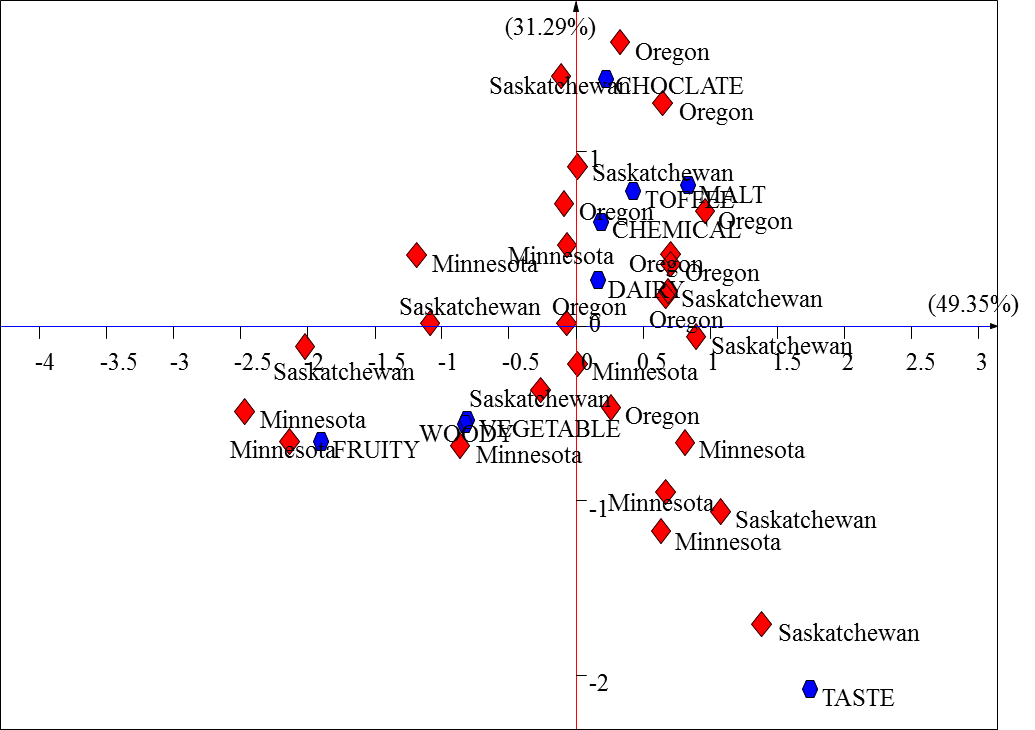 (31.29%)
Oregon
Saskatchewan
CHOCLATE
Oregon
1
Saskatchewan
MALT
TOFFEE
Oregon
Oregon
CHEMICAL
Minnesota
Minnesota
Oregon
Oregon
DAIRY
Saskatchewan
Saskatchewan
Oregon
(49.35%)
Oregon
0
Saskatchewan
-4 -3.5 -3 -2.5 -2 -1.5 -1 -0.5 0 0.5 1 1.5 2 2.5 3
Saskatchewan
Minnesota
Saskatchewan
Minnesota
Oregon
VEGETABLE
WOODY
Minnesota
FRUITY
Minnesota
Minnesota
Minnesota
-1
Saskatchewan
Minnesota
Saskatchewan
-2
TASTE